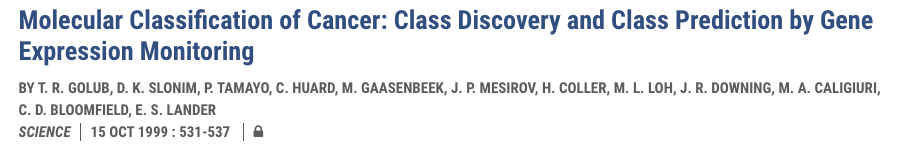 Molecular Classification of Cancer: Class Discovery and Class Prediction by Gene
Expression Monitoring
BY T. R. GOLUB, D. K. SLONIM, P. TAMAYO, C. HUARD, M. GAASENBEEK, J. P. MESIROV, H. COLLER, M. L. LOH, J. R. DOWNING, M. A. CALIGIURI,
C. D. BLOOMFIELD, E. S. LANDER
SCIENCE | 15 OCT 1999 : 531-537 |